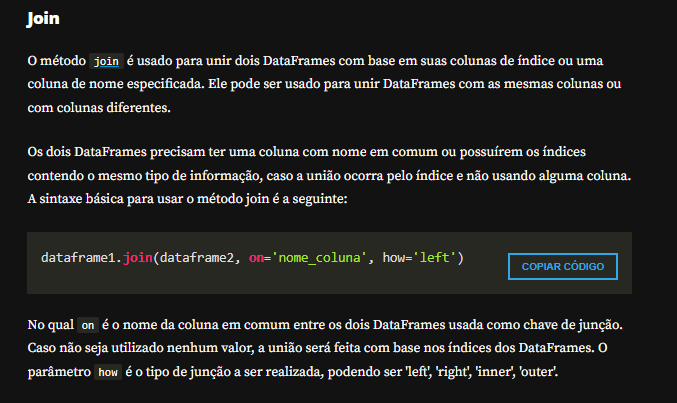 Join
O método join é usado para unir dois DataFrames com base em suas colunas de índice ou uma
coluna de nome especificada. Ele pode ser usado para unir DataFrames com as mesmas colunas ou
com colunas diferentes.
Os dois DataFrames precisam ter uma coluna com nome em comum ou possuírem os índices
contendo o mesmo tipo de informação, caso a união ocorra pelo índice e não usando alguma coluna.
A sintaxe básica para usar o método join é a seguinte:
dataframe1.join(dataframe2, on='nome_coluna', how='left')
COPIAR CÓDIGO
No qual on é o nome da coluna em comum entre os dois DataFrames usada como chave de junção.
Caso não seja utilizado nenhum valor, a união será feita com base nos índices dos DataFrames. O
parâmetro how é o tipo de junção a ser realizada, podendo ser 'left', 'right', 'inner', 'outer'.